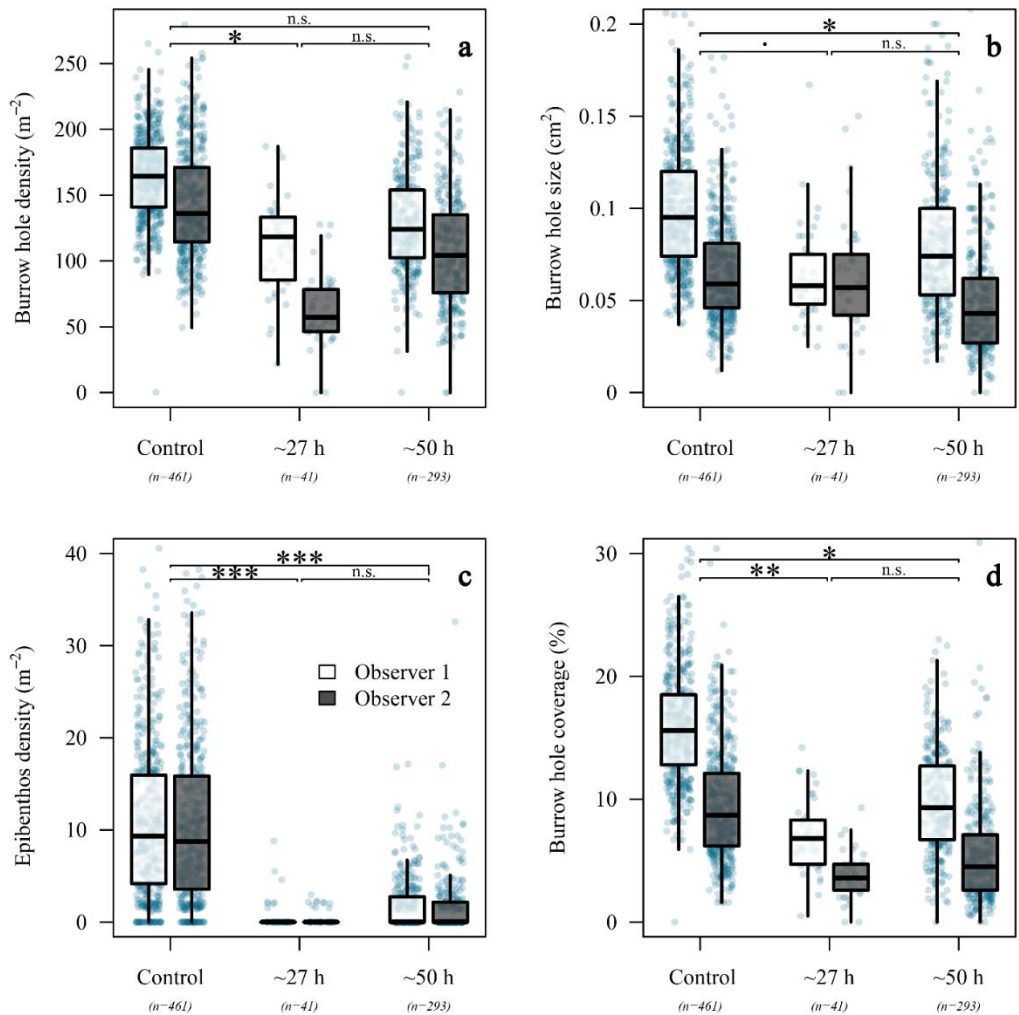 n.s.
*
n.s.
a
Burrow hole density (m⁻²)
250
200
150
100
50
0
Control
~27 h
~50 h
(n−461)
(n−41)
(n−293)
*
.
n.s.
b
Burrow hole size (cm²)
0.2
0.15
0.1
0.05
0
Control
~27 h
~50 h
(n−461)
(n−41)
(n−293)
***
***
n.s.
c
Epibenthos density (m⁻²)
40
30
20
10
0
Observer 1
Observer 2
Control
~27 h
~50 h
(n−461)
(n−41)
(n−293)
*
**
n.s.
d
Burrow hole coverage (%)
30
20
10
0
Control
~27 h
~50 h
(n−461)
(n−41)
(n−293)